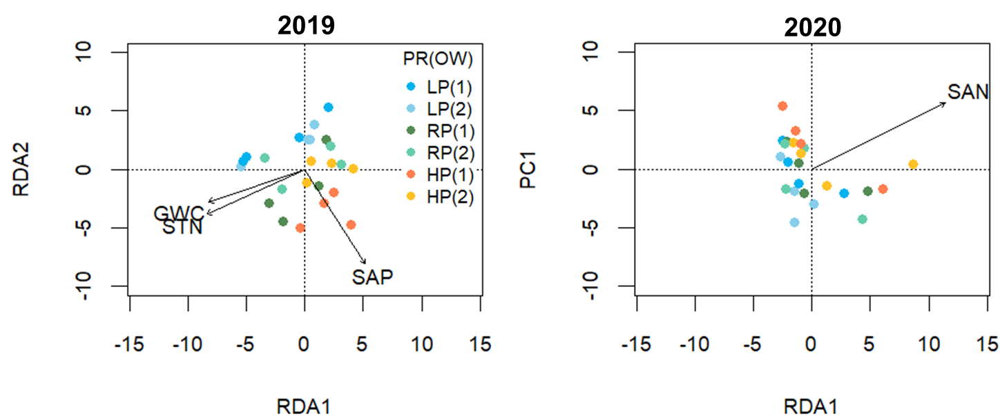 2019
2020
10
5
0
-5
-10
RDA2
PR(OW)
LP(1)
LP(2)
RP(1)
RP(2)
HP(1)
HP(2)
GWC
STN
SAP
-15 -10 -5 0 5 10 15
RDA1
10
5
0
-5
-10
PC1
SAN
-15 -10 -5 0 5 10 15
RDA1